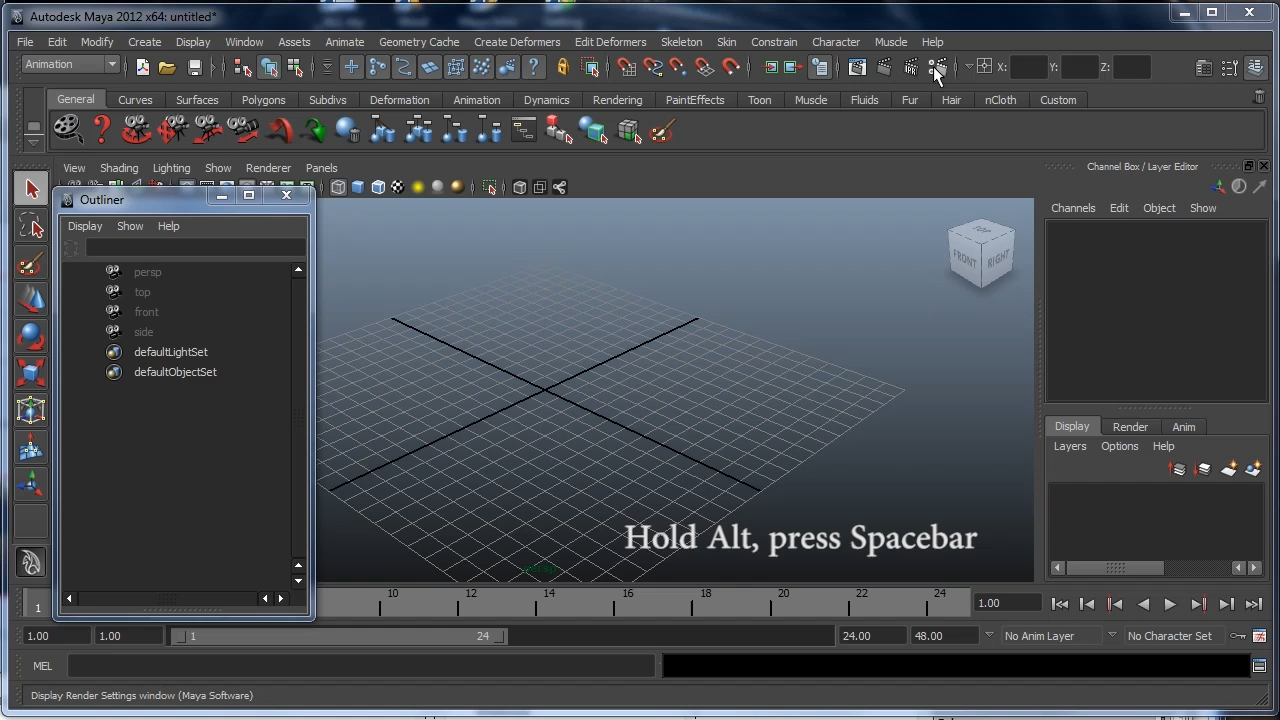 Autodesk Maya 2012 x64: untitled*
File Edit Modify Create Display Window Assets Animate Geometry Cache Create Deformers Edit Deformers Skeleton Skin Constrain Character Muscle Help
Animation X: Y: Z:
General Curves Surfaces Polygons Subdivs Deformation Animation Dynamics Rendering PaintEffects Toon Muscle Fluids Fur Hair nCloth Custom
View Shading Lighting Show Renderer Panels
Channel Box / Layer Editor
Outliner
Channels Edit Object Show
Display Show Help
TOP
FRONT RIGHT
persp
top
front
side
defaultLightSet
defaultObjectSet
Display Render Anim
Layers Options Help
Hold Alt, press Spacebar
persp
1 10 12 14 16 18 20 22 24 1.00
1.00 1.00 1 24 24.00 48.00 No Anim Layer No Character Set
MEL
Display Render Settings window (Maya Software)